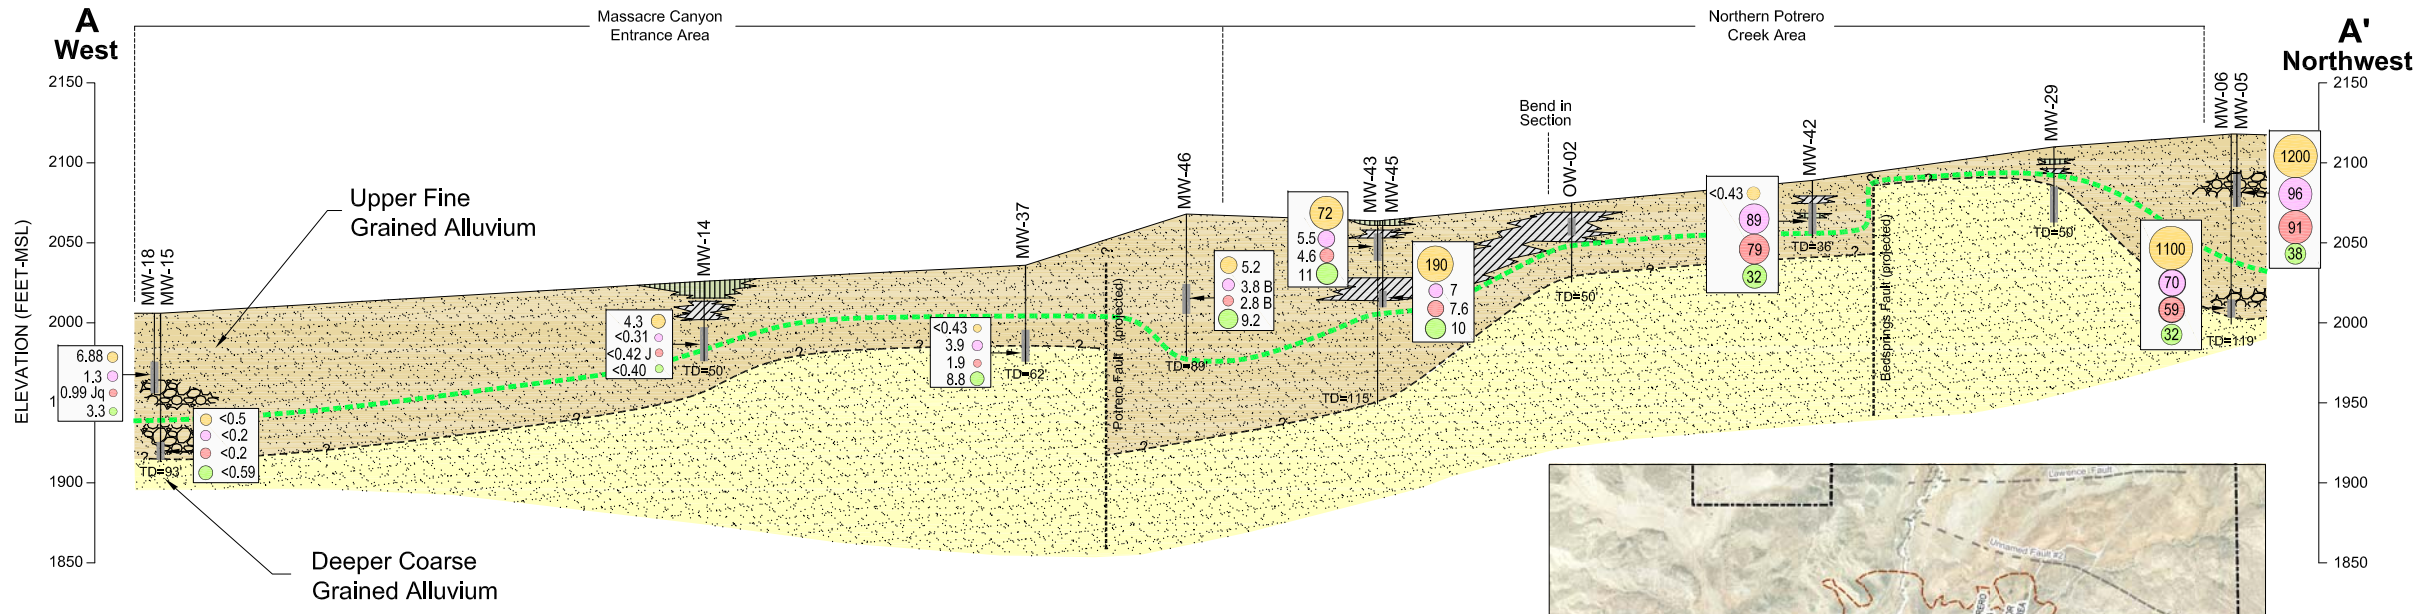 A
West
Massacre Canyon
Entrance Area
Northern Potrero
Creek Area
A'
Northwest
ELEVATION (FEET-MSL)
2150
2100
2050
2000
1900
1850
2150
2100
2050
2000
1950
1900
1850
Upper Fine
Grained Alluvium
Deeper Coarse
Grained Alluvium
MW-18
MW-15
TD=93'
6.88
1.3
0.99 Jq
3.3
<0.5
<0.2
<0.2
<0.59
MW-14
TD=50'
4.3
<0.31
<0.42 J
<0.40
MW-37
TD=62'
<0.43
3.9
1.9
8.8
Potrero Fault (projected)
MW-46
TD=89'
5.2
3.8 B
2.8 B
9.2
MW-43
MW-45
TD=115'
72
5.5
4.6
11
190
7
7.6
10
Bend in
Section
OW-02
TD=50'
MW-42
TD=36'
<0.43
89
79
32
Bedsprings Fault (projected)
MW-29
TD=50'
MW-06
MW-05
TD=119'
1100
70
59
32
1200
96
91
38
? ? ? ? ? ? ? ? ? ? ? ? ?
Lawence Fault
Unnamed Fault #2